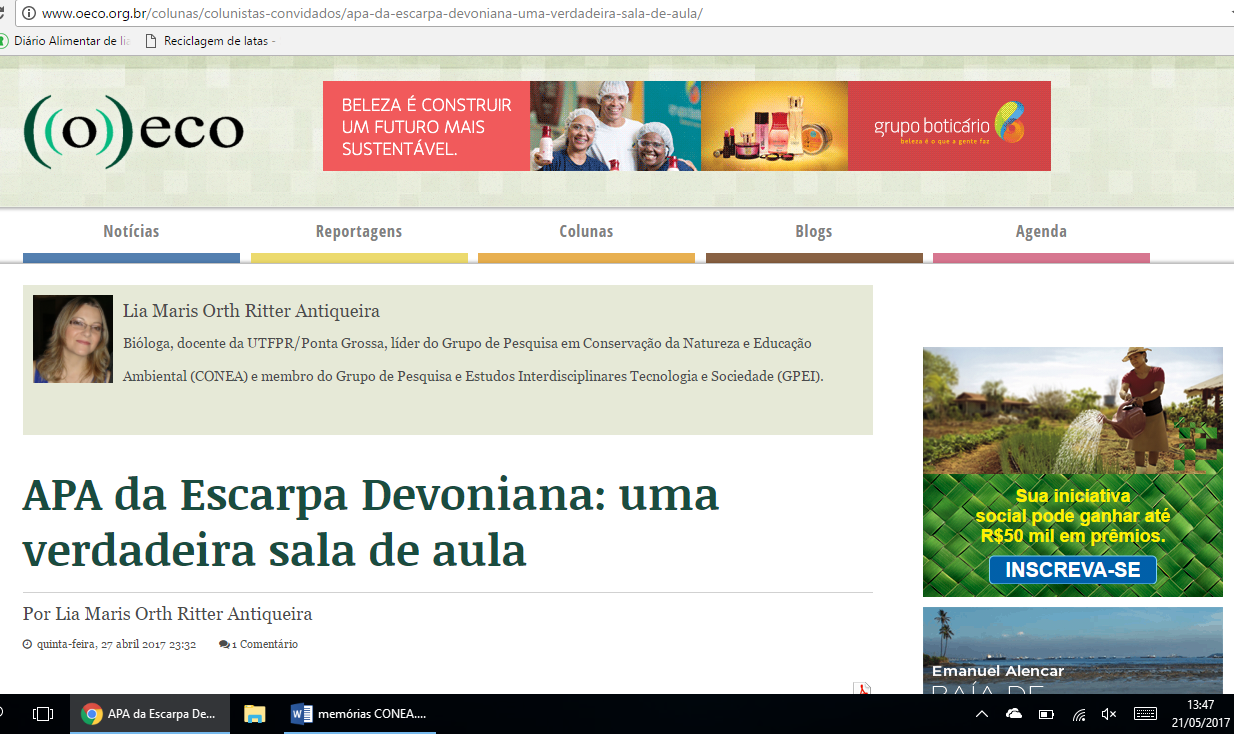 www.oeco.org.br/colunas/colunistas-convidados/apa-da-escarpa-devoniana-uma-verdadeira-sala-de-aula/
Diário Alimentar de lia
Reciclagem de latas -
((o))eco
BELEZA É CONSTRUIR
UM FUTURO MAIS
SUSTENTÁVEL.
grupo boticário
beleza é o que a gente faz
Notícias
Reportagens
Colunas
Blogs
Agenda
Lia Maris Orth Ritter Antiqueira
Bióloga, docente da UTFPR/Ponta Grossa, líder do Grupo de Pesquisa em Conservação da Natureza e Educação
Ambiental (CONEA) e membro do Grupo de Pesquisa e Estudos Interdisciplinares Tecnologia e Sociedade (GPEI).
APA da Escarpa Devoniana: uma
verdadeira sala de aula
Por Lia Maris Orth Ritter Antiqueira
quinta-feira, 27 abril 2017 23:32
1 Comentário
Sua iniciativa
social pode ganhar até
R$50 mil em prêmios.
INSCREVA-SE
Emanuel Alencar
BAÍA DE
APA da Escarpa De...
memórias CONEA....
13:47
21/05/2017